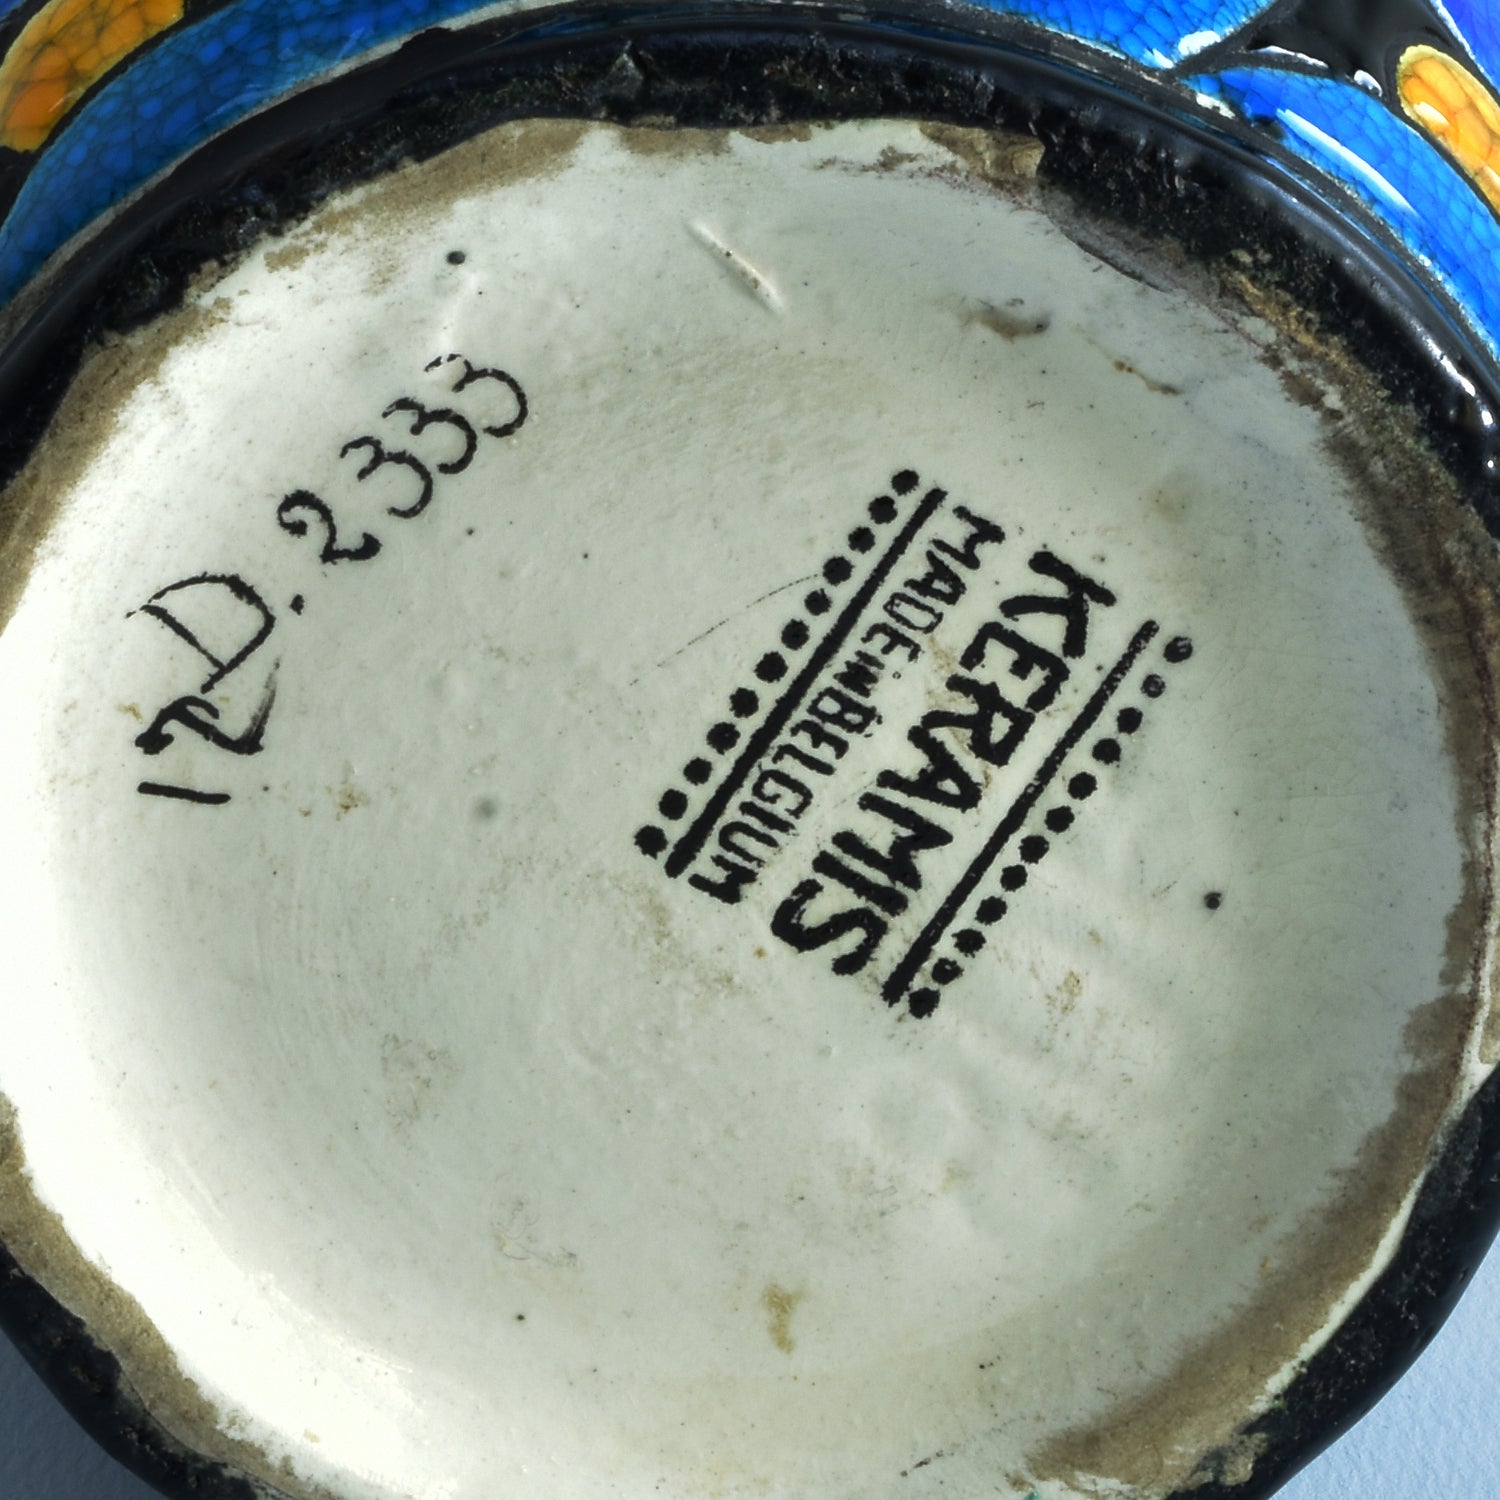 KERAMIS
MADE IN BELGIUM
D.2333
12